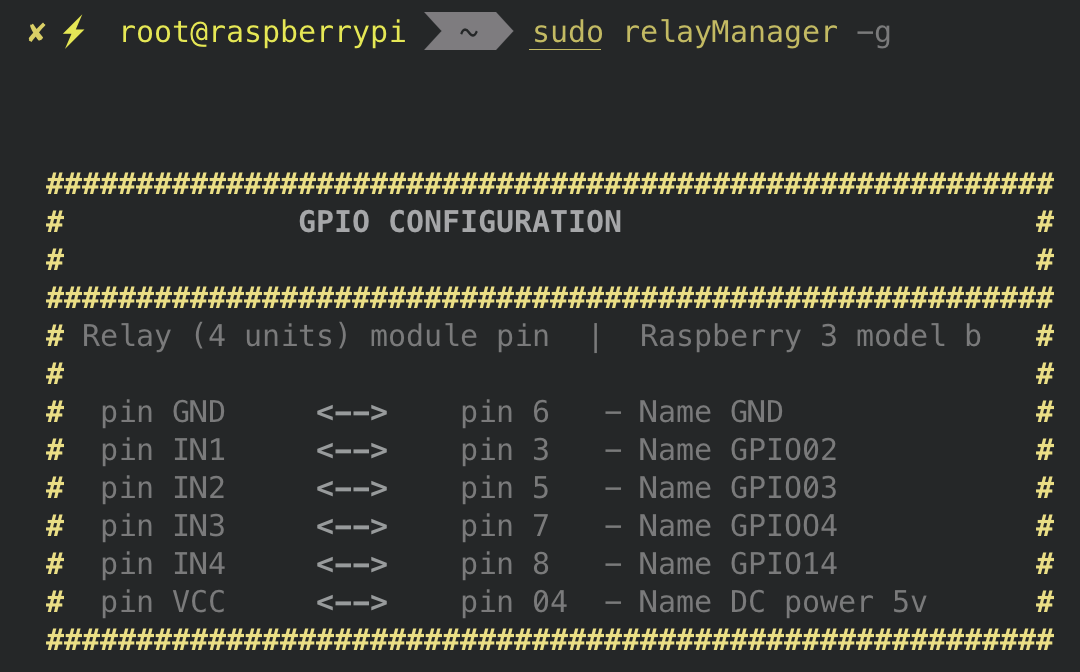 ✘ ⚡ root@raspberrypi ~ sudo relayManager -g
########################################################
# GPIO CONFIGURATION #
# #
########################################################
# Relay (4 units) module pin | Raspberry 3 model b #
# #
# pin GND <--> pin 6 - Name GND #
# pin IN1 <--> pin 3 - Name GPIO02 #
# pin IN2 <--> pin 5 - Name GPIO03 #
# pin IN3 <--> pin 7 - Name GPIOO4 #
# pin IN4 <--> pin 8 - Name GPIO14 #
# pin VCC <--> pin 04 - Name DC power 5v #
########################################################